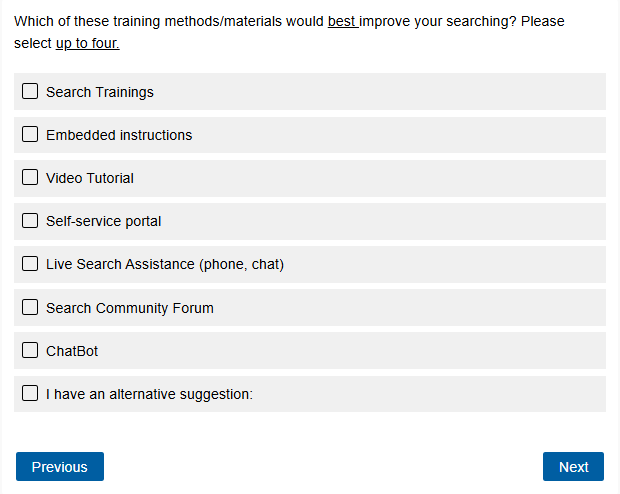 Which of these training methods/materials would best improve your searching? Please
select up to four.
Search Trainings
Embedded instructions
Video Tutorial
Self-service portal
Live Search Assistance (phone, chat)
Search Community Forum
ChatBot
I have an alternative suggestion:
Previous
Next